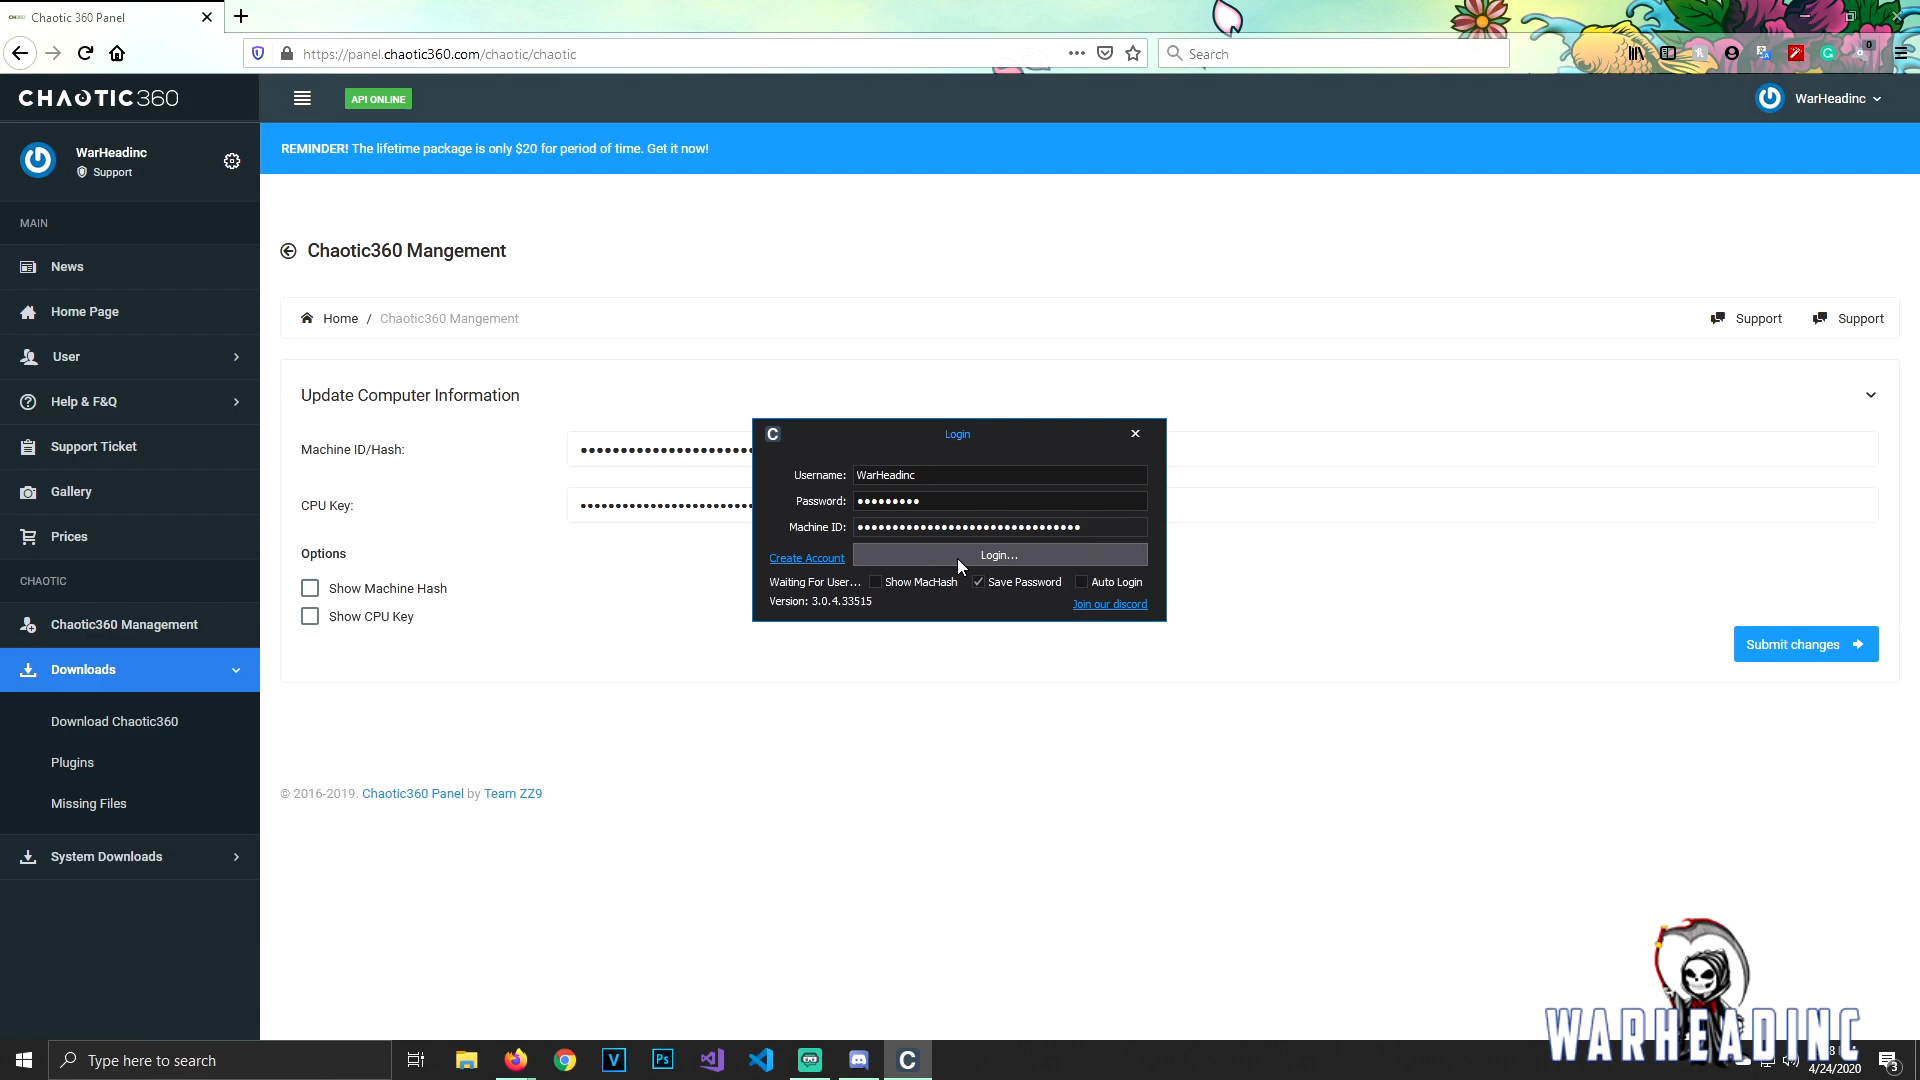 Chaotic 360 Panel
https://panel.chaotic360.com/chaotic/chaotic
Search
0
CHAOTIC360
API ONLINE
WarHeadinc
WarHeadinc
Support
REMINDER! The lifetime package is only $20 for period of time. Get it now!
MAIN
News
Home Page
User
Help & F&Q
Support Ticket
Gallery
Prices
CHAOTIC
Chaotic360 Management
Downloads
Download Chaotic360
Plugins
Missing Files
System Downloads
Chaotic360 Mangement
Home / Chaotic360 Mangement
Support
Support
Update Computer Information
Machine ID/Hash:
CPU Key:
Options
Show Machine Hash
Show CPU Key
Submit changes
C
Login
Username: WarHeadinc
Password:
Machine ID:
Create Account
Login...
Waiting For User...
Show MacHash
Save Password
Auto Login
Version: 3.0.4.33515
Join our discord
© 2016-2019. Chaotic360 Panel by Team ZZ9
WARHEADINC
Type here to search
V
Ps
C
4/24/2020
3